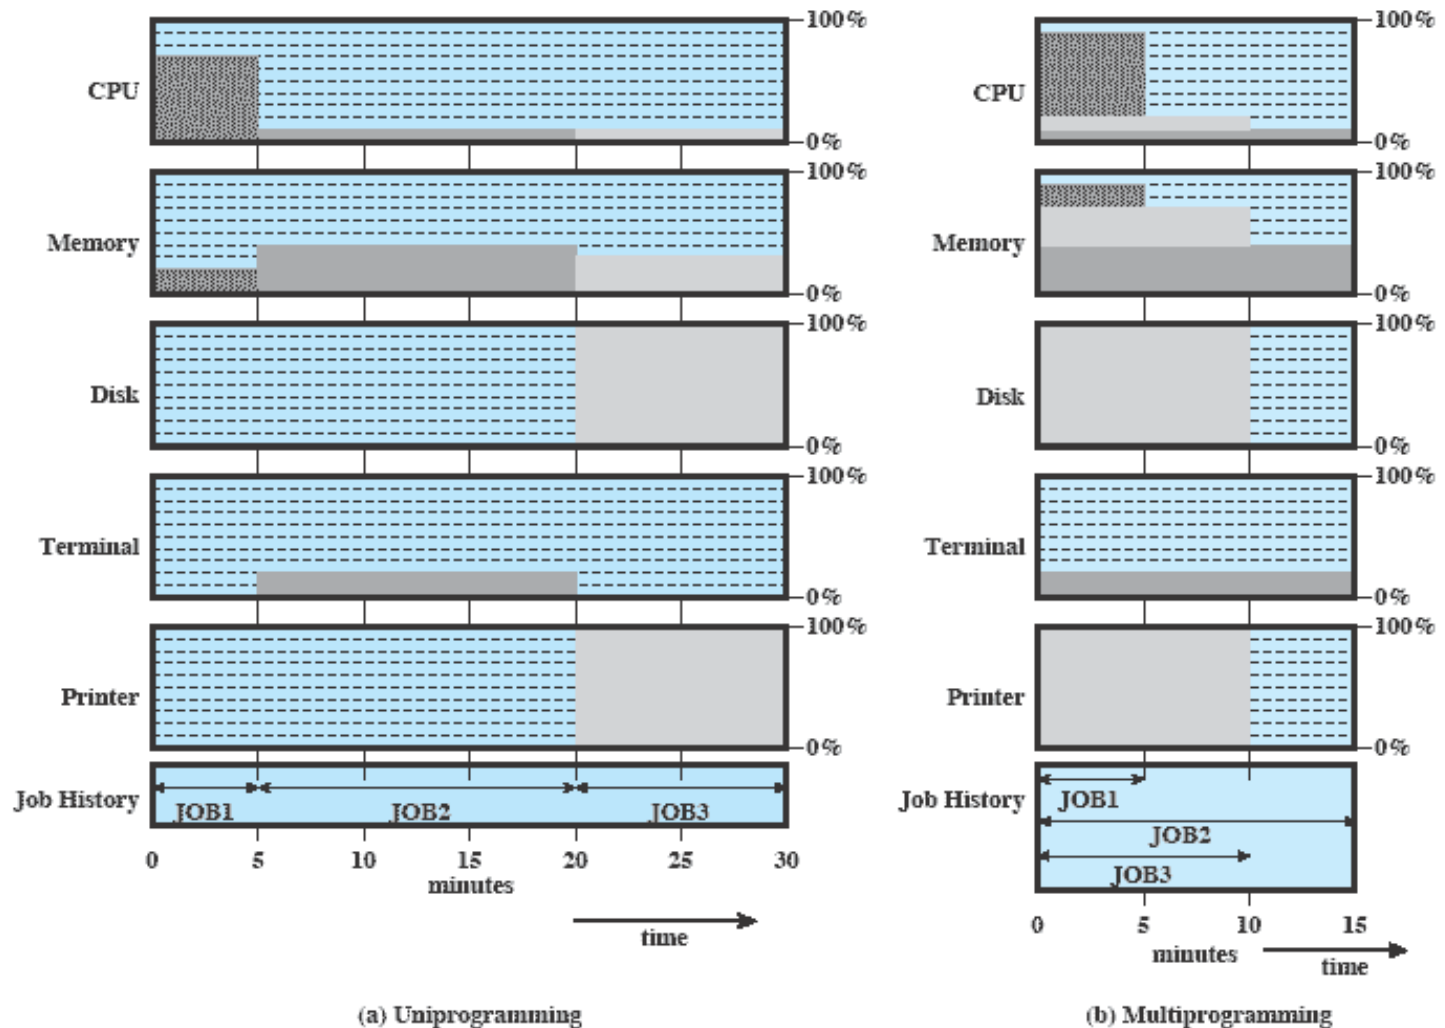 100%
CPU
0%
100%
Memory
0%
100%
Disk
0%
100%
Terminal
0%
100%
Printer
0%
Job History
JOB1
JOB2
JOB3
0 5 10 15 20 25 30
minutes
time
(a) Uniprogramming
100%
CPU
0%
100%
Memory
0%
100%
Disk
0%
100%
Terminal
0%
100%
Printer
0%
Job History
JOB1
JOB2
JOB3
0 5 10 15
minutes
time
(b) Multiprogramming